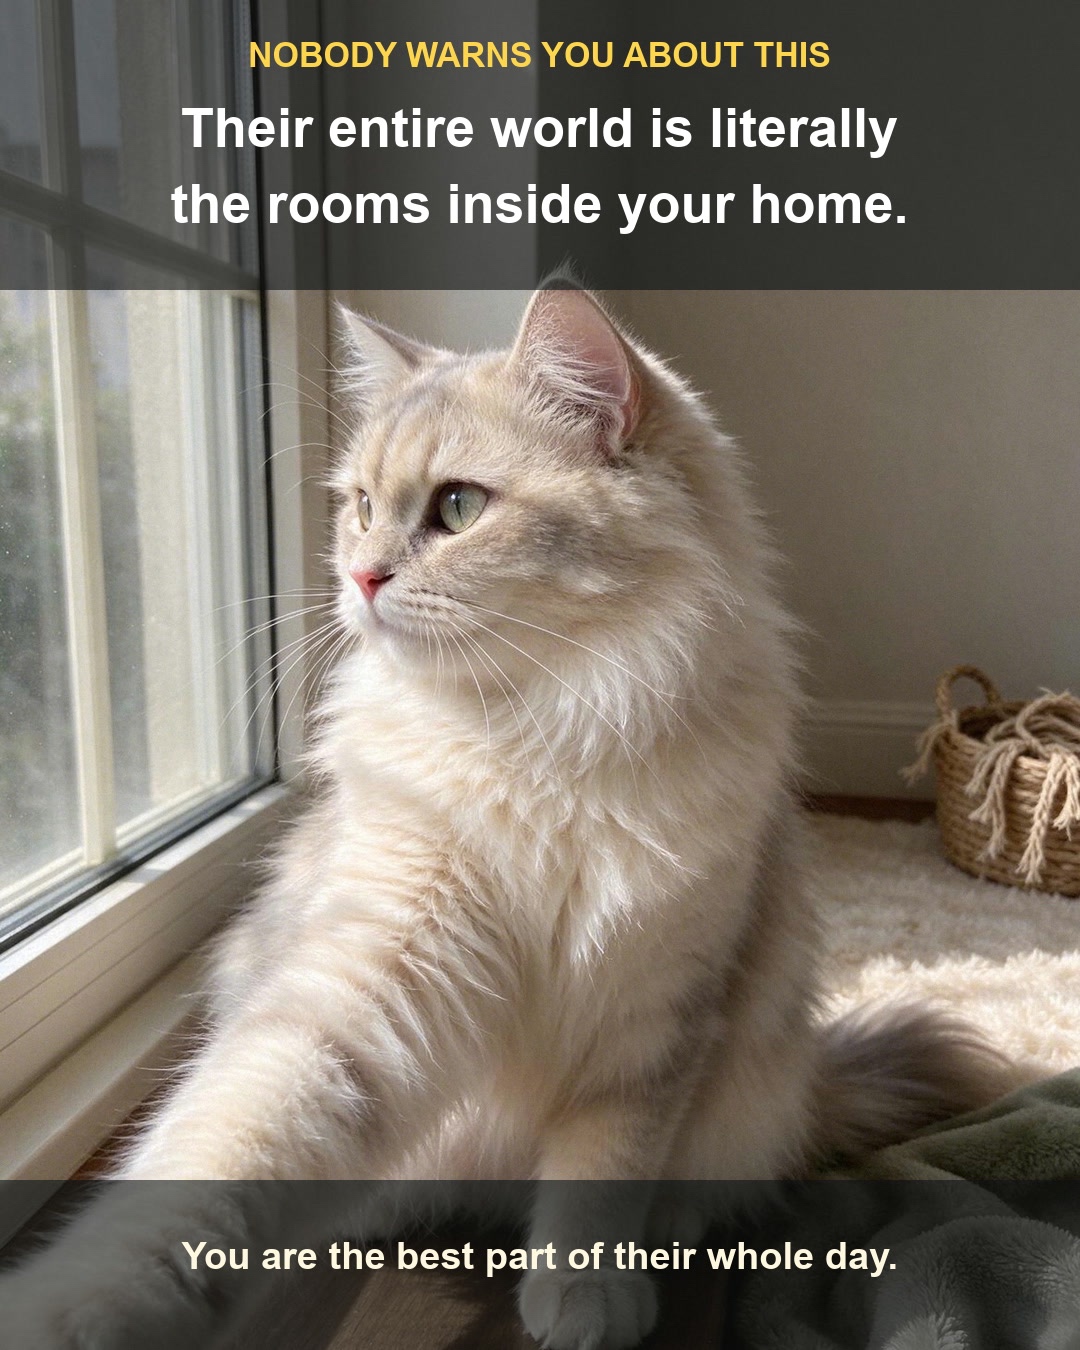 NOBODY WARNS YOU ABOUT THIS
Their entire world is literally
the rooms inside your home.
You are the best part of their whole day.